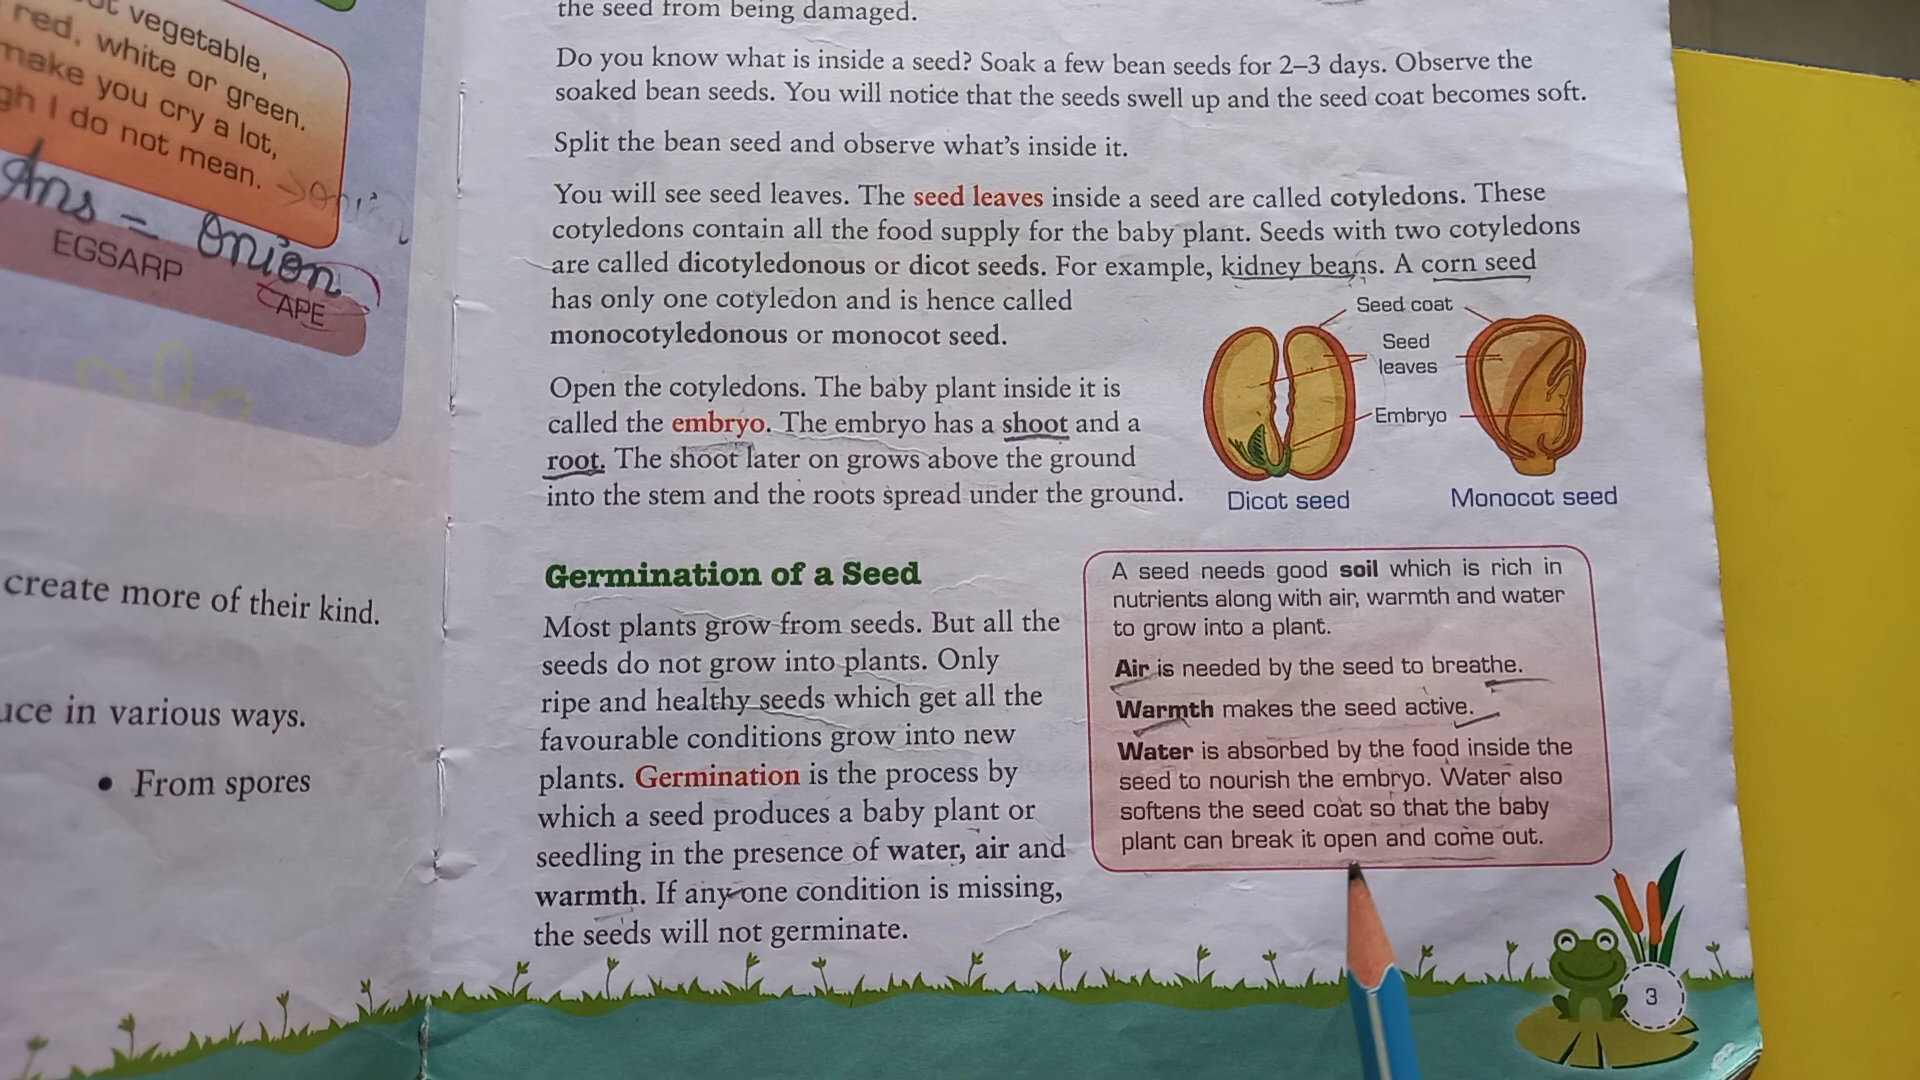 vegetable,
red, white or green.
make you cry a lot,
I do not mean.
Ans = Onion
EGSARP
APE
create more of their kind.
in various ways.
• From spores
the seed from being damaged.
Do you know what is inside a seed? Soak a few bean seeds for 2–3 days. Observe the
soaked bean seeds. You will notice that the seeds swell up and the seed coat becomes soft.
Split the bean seed and observe what's inside it.
You will see seed leaves. The seed leaves inside a seed are called cotyledons. These
cotyledons contain all the food supply for the baby plant. Seeds with two cotyledons
are called dicotyledonous or dicot seeds. For example, kidney beans. A corn seed
has only one cotyledon and is hence called
monocotyledonous or monocot seed.
Open the cotyledons. The baby plant inside it is
called the embryo. The embryo has a shoot and a
root. The shoot later on grows above the ground
into the stem and the roots spread under the ground.
Seed coat
Seed
leaves
Embryo
Dicot seed
Monocot seed
Germination of a Seed
Most plants grow from seeds. But all the
seeds do not grow into plants. Only
ripe and healthy seeds which get all the
favourable conditions grow into new
plants. Germination is the process by
which a seed produces a baby plant or
seedling in the presence of water, air and
warmth. If any one condition is missing,
the seeds will not germinate.
A seed needs good soil which is rich in
nutrients along with air, warmth and water
to grow into a plant.
Air is needed by the seed to breathe.
Warmth makes the seed active.
Water is absorbed by the food inside the
seed to nourish the embryo. Water also
softens the seed coat so that the baby
plant can break it open and come out.
3